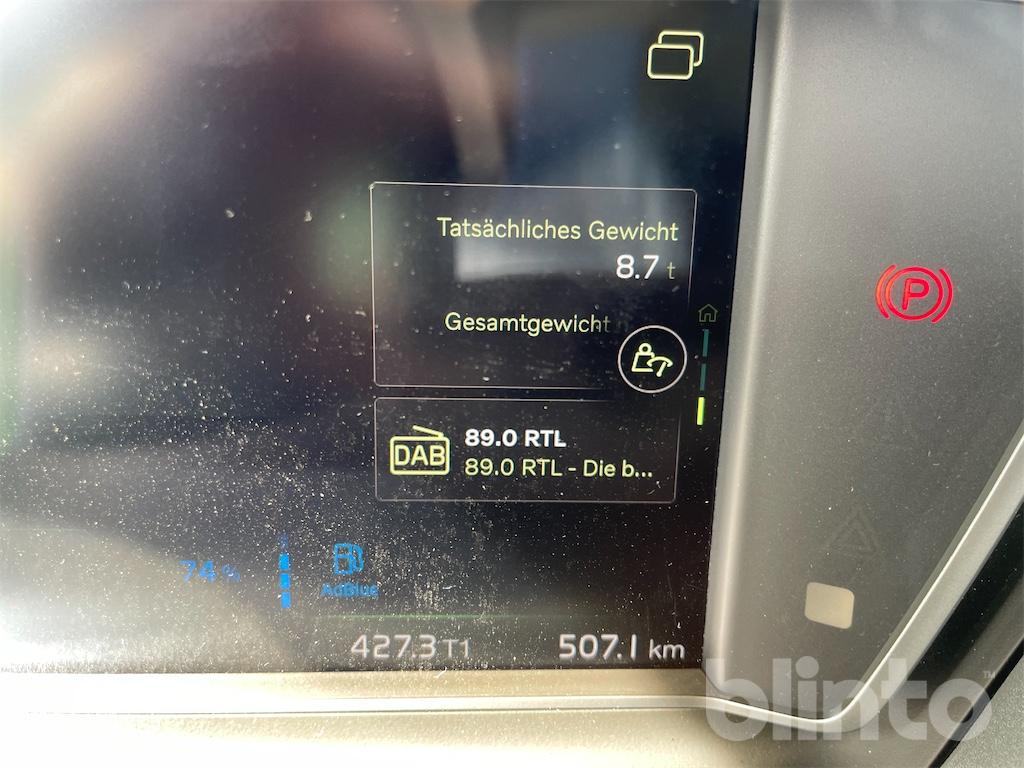 Tatsächliches Gewicht
8.7 t
Gesamtgewicht
DAB
89.0 RTL
89.0 RTL - Die b...
74 %
AdBlue
427.3 T1
507.1 km
P
blinto™